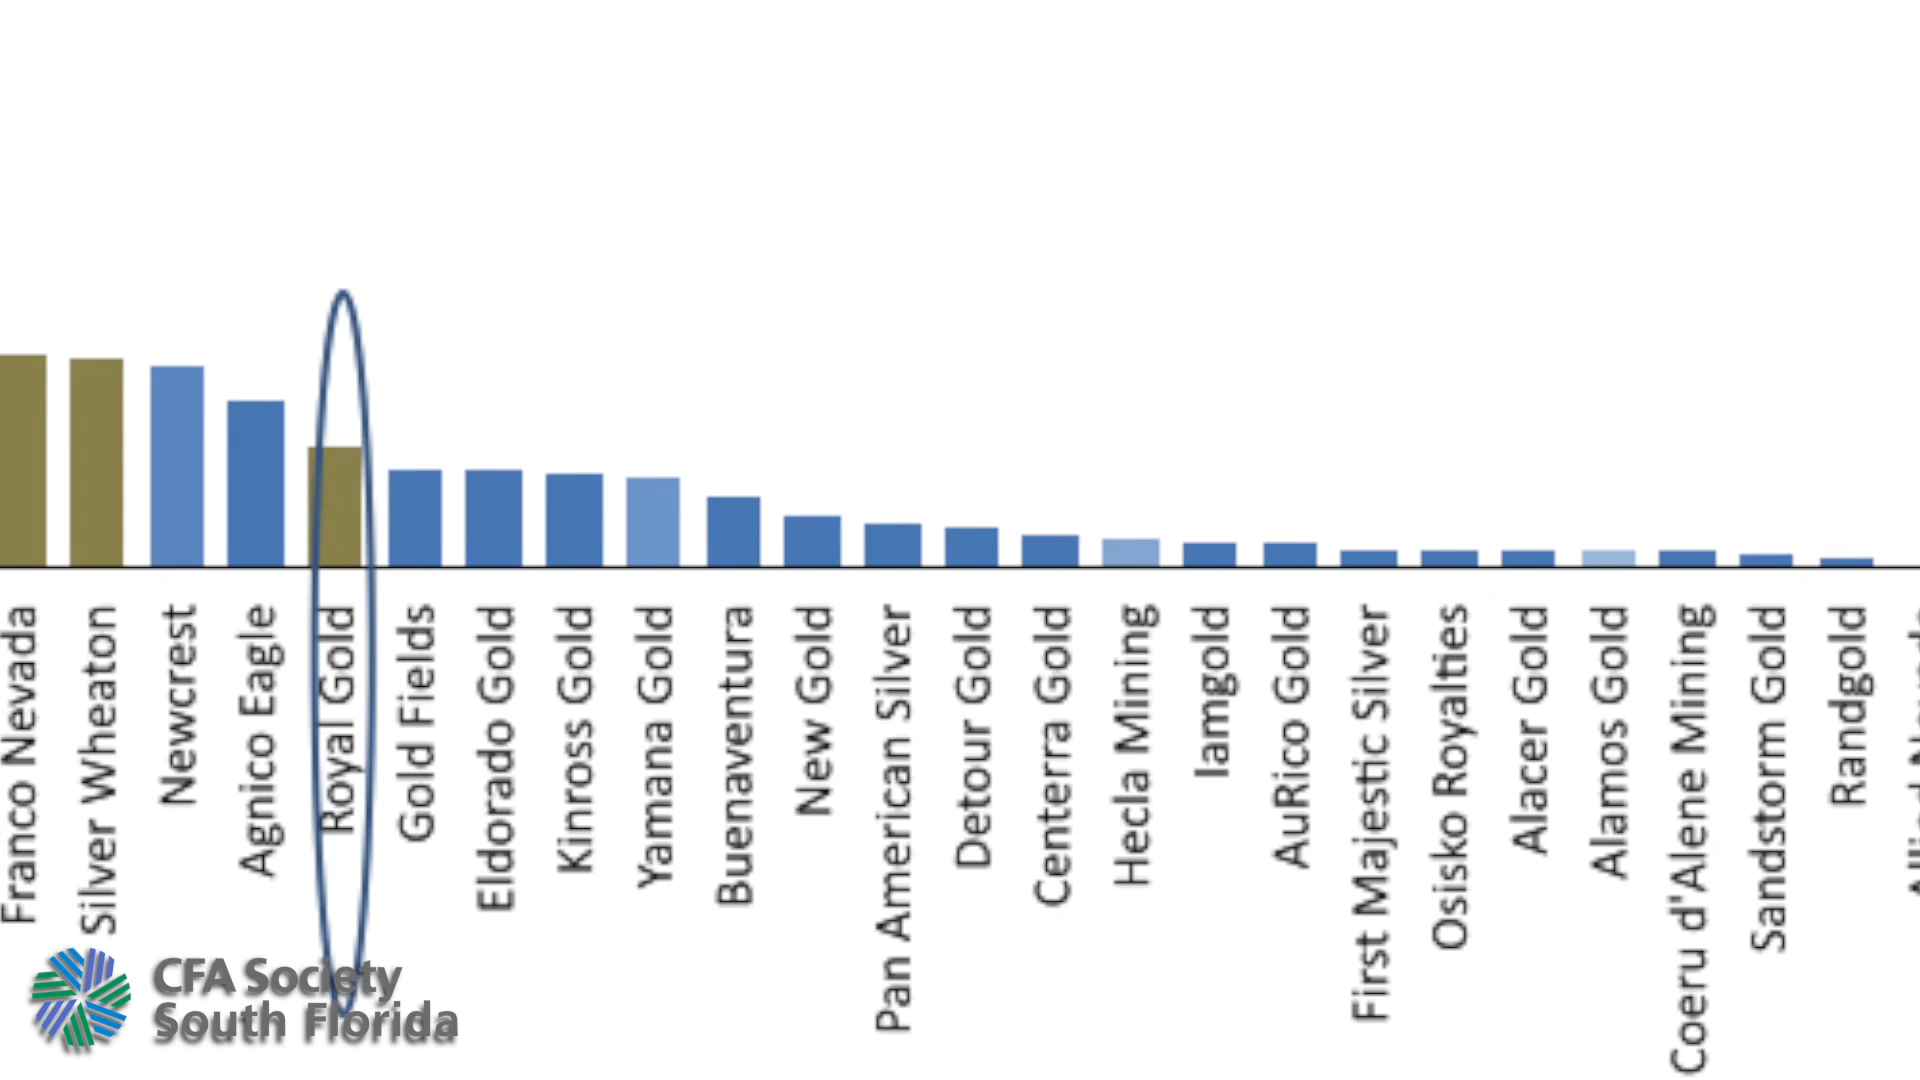 Franco Nevada
Silver Wheaton
Newcrest
Agnico Eagle
Royal Gold
Gold Fields
Eldorado Gold
Kinross Gold
Yamana Gold
Buenaventura
New Gold
Pan American Silver
Detour Gold
Centerra Gold
Hecla Mining
Iamgold
AuRico Gold
First Majestic Silver
Osisko Royalties
Alacer Gold
Alamos Gold
Coeru d'Alene Mining
Sandstorm Gold
Randgold
CFA Society
South Florida